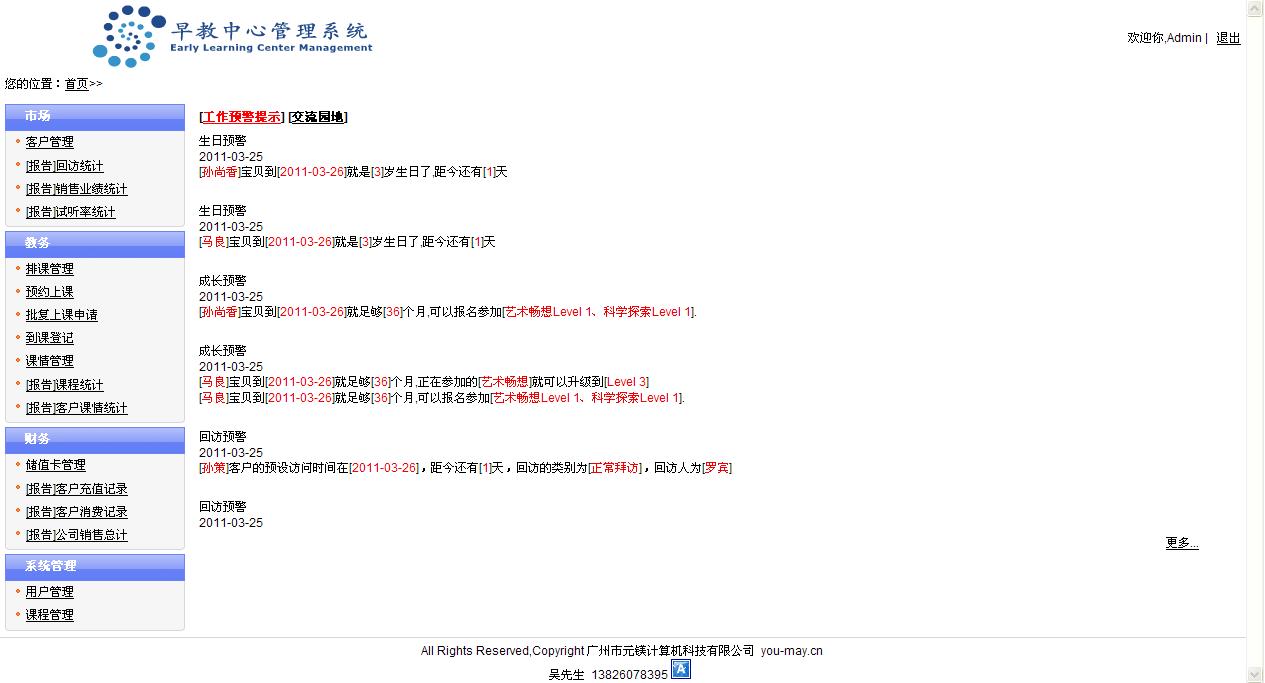 早教中心管理系统
Early Learning Center Management
欢迎你,Admin | 退出
您的位置：首页>>
市场
客户管理
[报告]回访统计
[报告]销售业绩统计
[报告]试听率统计
教务
排课管理
预约上课
批复上课申请
到课登记
课情管理
[报告]课程统计
[报告]客户课情统计
财务
储值卡管理
[报告]客户充值记录
[报告]客户消费记录
[报告]公司销售总计
系统管理
用户管理
课程管理
[工作预警提示] [交流园地]
生日预警
2011-03-25
[孙尚香]宝贝到[2011-03-26]就是[3]岁生日了,距今还有[1]天
生日预警
2011-03-25
[马良]宝贝到[2011-03-26]就是[3]岁生日了,距今还有[1]天
成长预警
2011-03-25
[孙尚香]宝贝到[2011-03-26]就足够[36]个月,可以报名参加[艺术畅想Level 1、科学探索Level 1].
成长预警
2011-03-25
[马良]宝贝到[2011-03-26]就足够[36]个月,正在参加的[艺术畅想]就可以升级到[Level 3]
[马良]宝贝到[2011-03-26]就足够[36]个月,可以报名参加[艺术畅想Level 1、科学探索Level 1].
回访预警
2011-03-25
[孙策]客户的预设访问时间在[2011-03-26]，距今还有[1]天，回访的类别为[正常拜访]，回访人为[罗宾]
回访预警
2011-03-25
更多...
All Rights Reserved,Copyright 广州市元镁计算机科技有限公司 you-may.cn
吴先生 13826078395 A